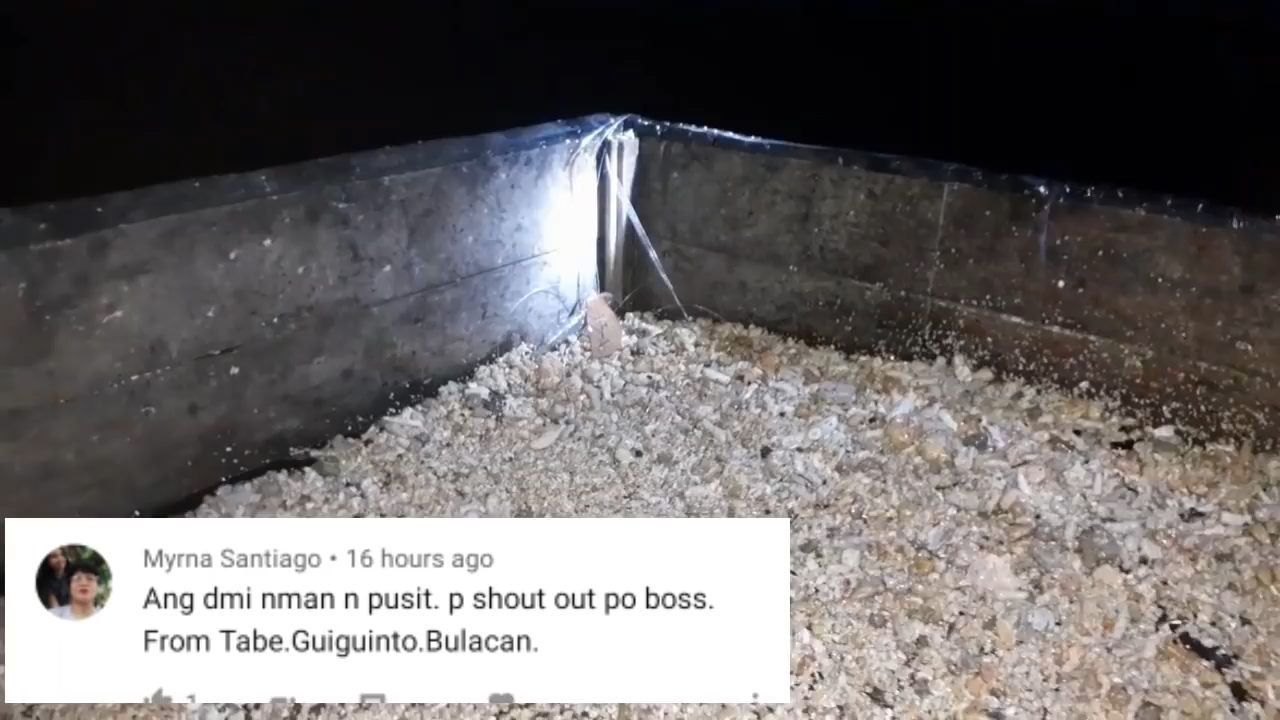 Myrna Santiago • 16 hours ago
Ang dmi nman n pusit. p shout out po boss.
From Tabe.Guiguinto.Bulacan.